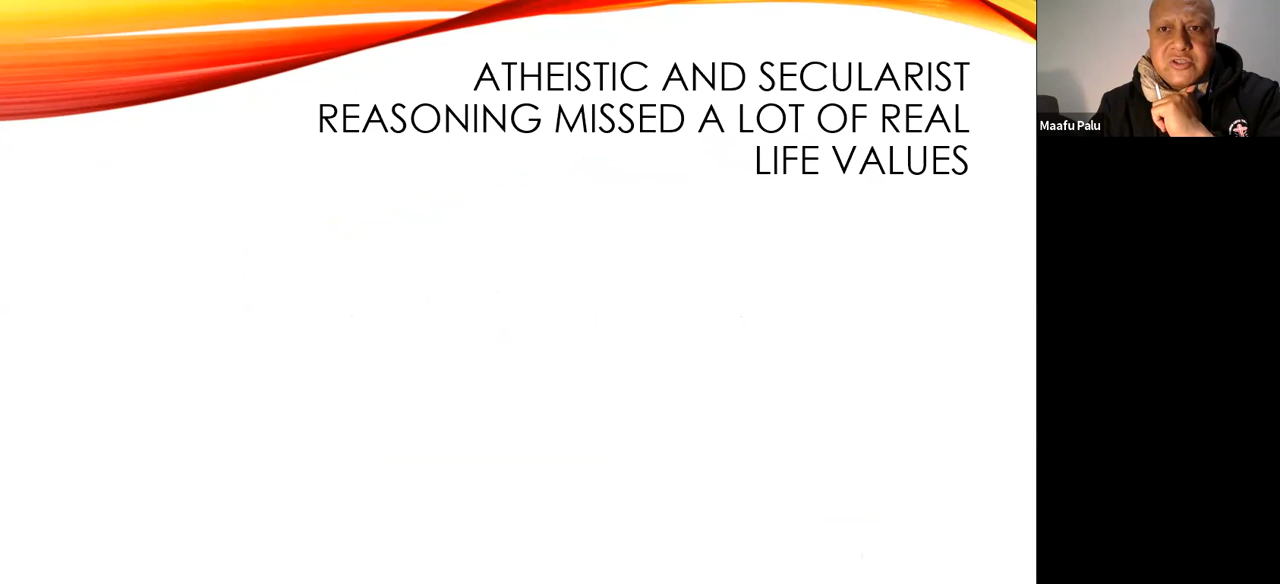 ATHEISTIC AND SECULARIST
REASONING MISSED A LOT OF REAL
LIFE VALUES
Maafu Palu